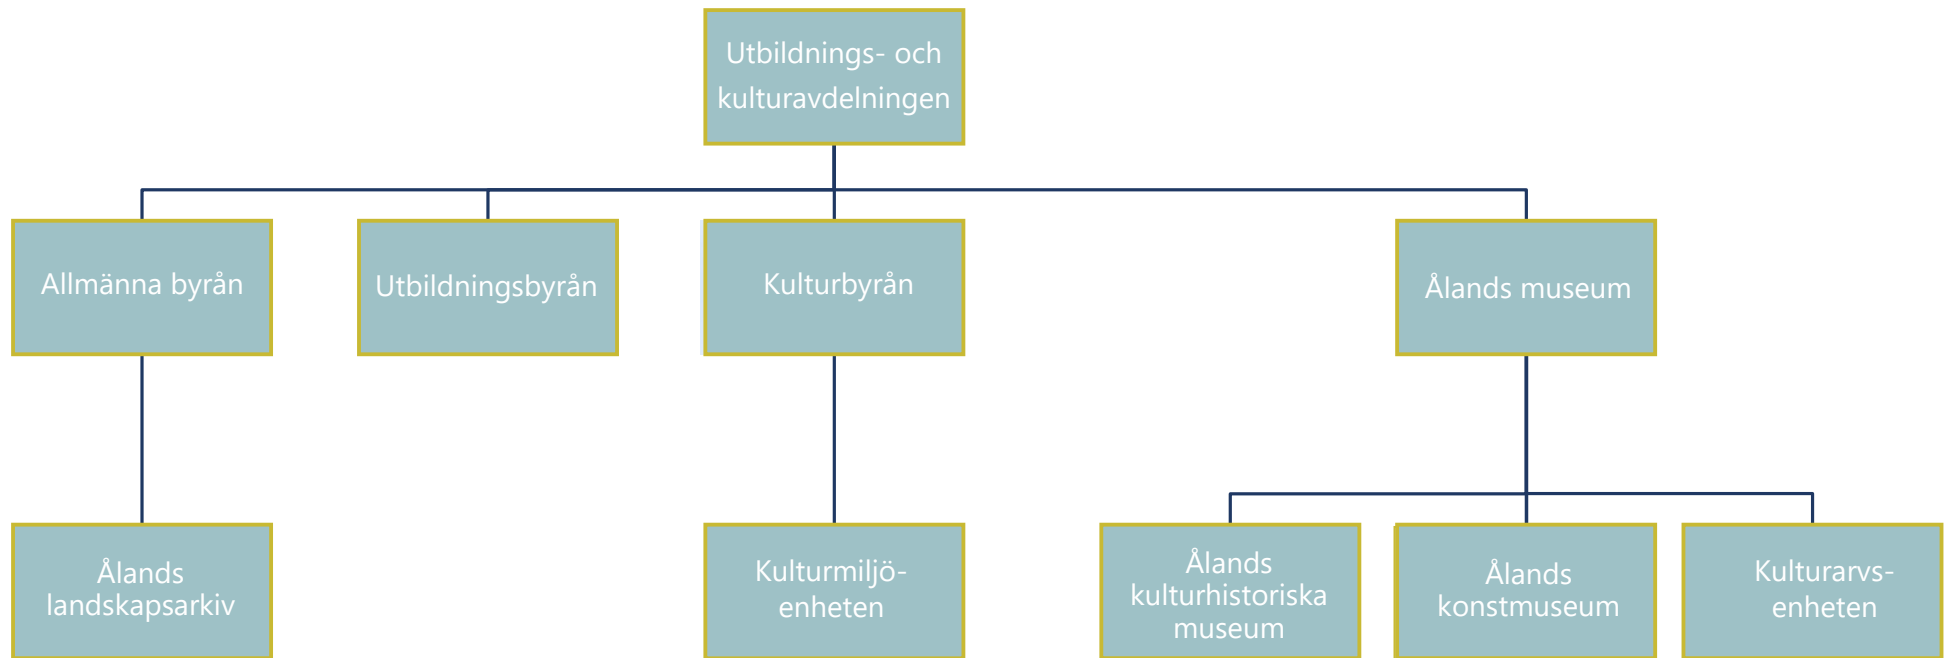 Utbildnings- och
kulturavdelningen
Allmänna byrån
Utbildningsbyrån
Kulturbyrån
Ålands museum
Ålands
landskapsarkiv
Kulturmiljö-
enheten
Ålands
kulturhistoriska
museum
Ålands
konstmuseum
Kulturarvs-
enheten